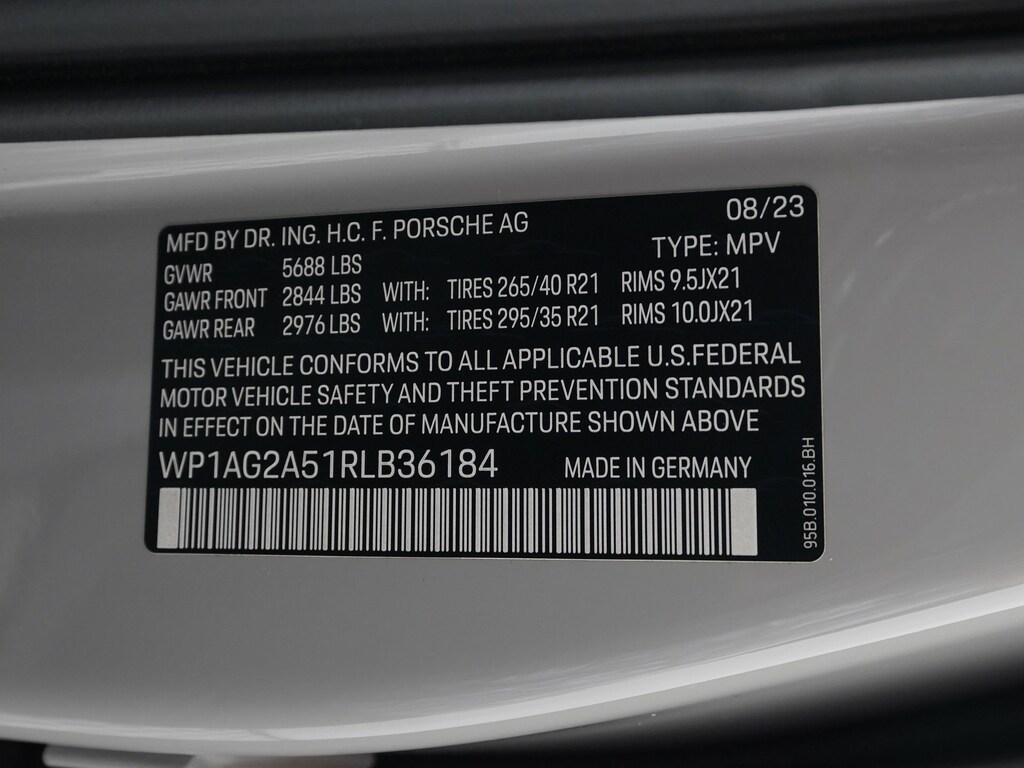 MFD BY DR. ING. H.C. F. PORSCHE AG 08/23
GVWR 5688 LBS TYPE: MPV
GAWR FRONT 2844 LBS WITH: TIRES 265/40 R21 RIMS 9.5JX21
GAWR REAR 2976 LBS WITH: TIRES 295/35 R21 RIMS 10.0JX21
THIS VEHICLE CONFORMS TO ALL APPLICABLE U.S.FEDERAL
MOTOR VEHICLE SAFETY AND THEFT PREVENTION STANDARDS
IN EFFECT ON THE DATE OF MANUFACTURE SHOWN ABOVE
WP1AG2A51RLB36184 MADE IN GERMANY
95B.010.016.BH